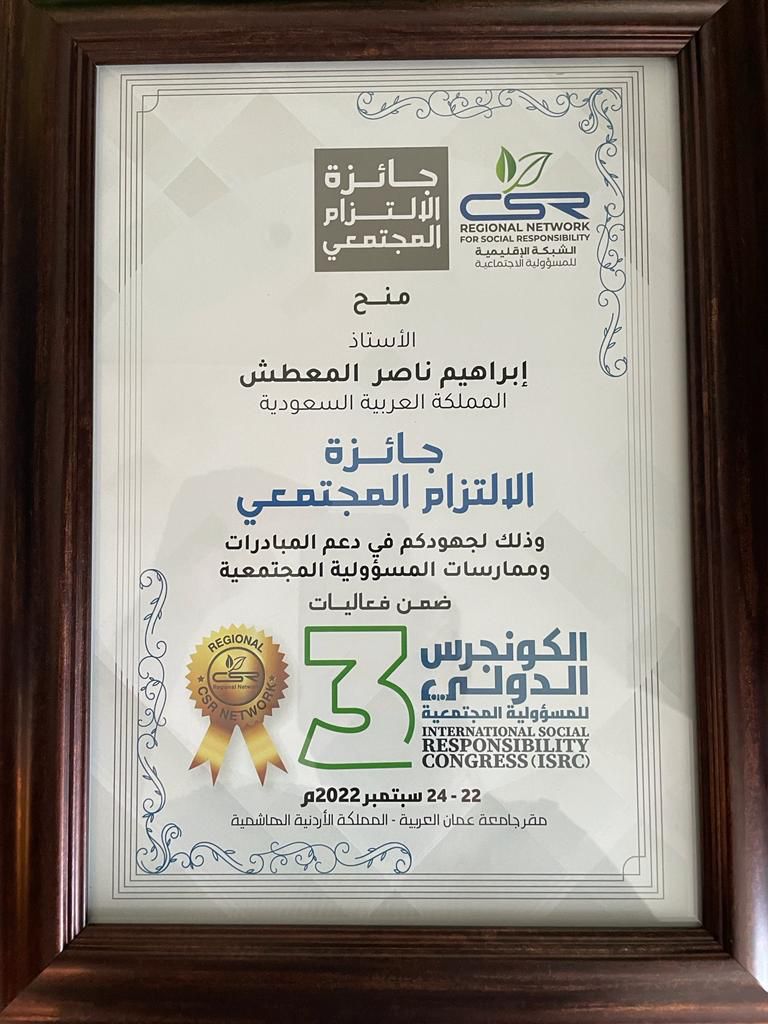 جائزة
الالتزام
المجتمعي
CSR
REGIONAL NETWORK
FOR SOCIAL RESPONSIBILITY
الشبكة الإقليمية
للمسؤولية الاجتماعية
منح
الأستاذ
إبراهيم ناصر المعطش
المملكة العربية السعودية
جائزة
الالتزام المجتمعي
وذلك لجهودكم في دعم المبادرات
وممارسات المسؤولية المجتمعية
ضمن فعاليات
REGIONAL
CSR
Regional Network
CSR NETWORK
3
الكونجرس
الدولي
للمسؤولية المجتمعية
INTERNATIONAL SOCIAL
RESPONSIBILITY
CONGRESS (ISRC)
22 - 24 سبتمبر 2022م
مقر جامعة عمان العربية - المملكة الأردنية الهاشمية